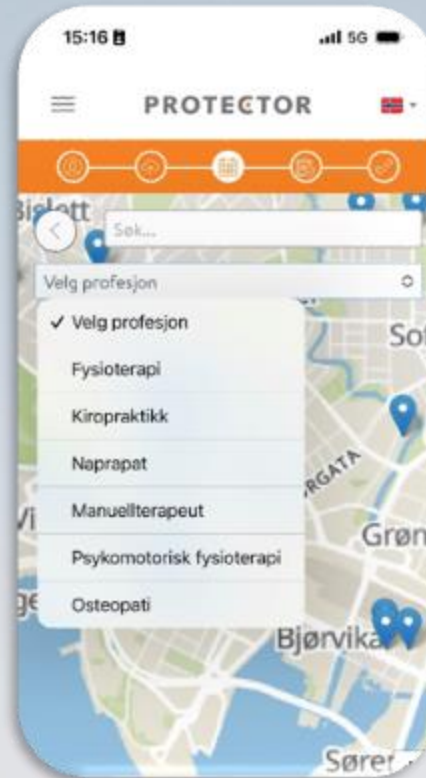 15:16
5G
PROTECTOR
Bislett
Søk...
Velg profesjon
✓ Velg profesjon
Fysioterapi
Kiropraktikk
Naprapat
Manuellterapeut
Psykomotorisk fysioterapi
Osteopati
Sof
RGATA
Vi
Grøn
ge
Bjørvika
Søre